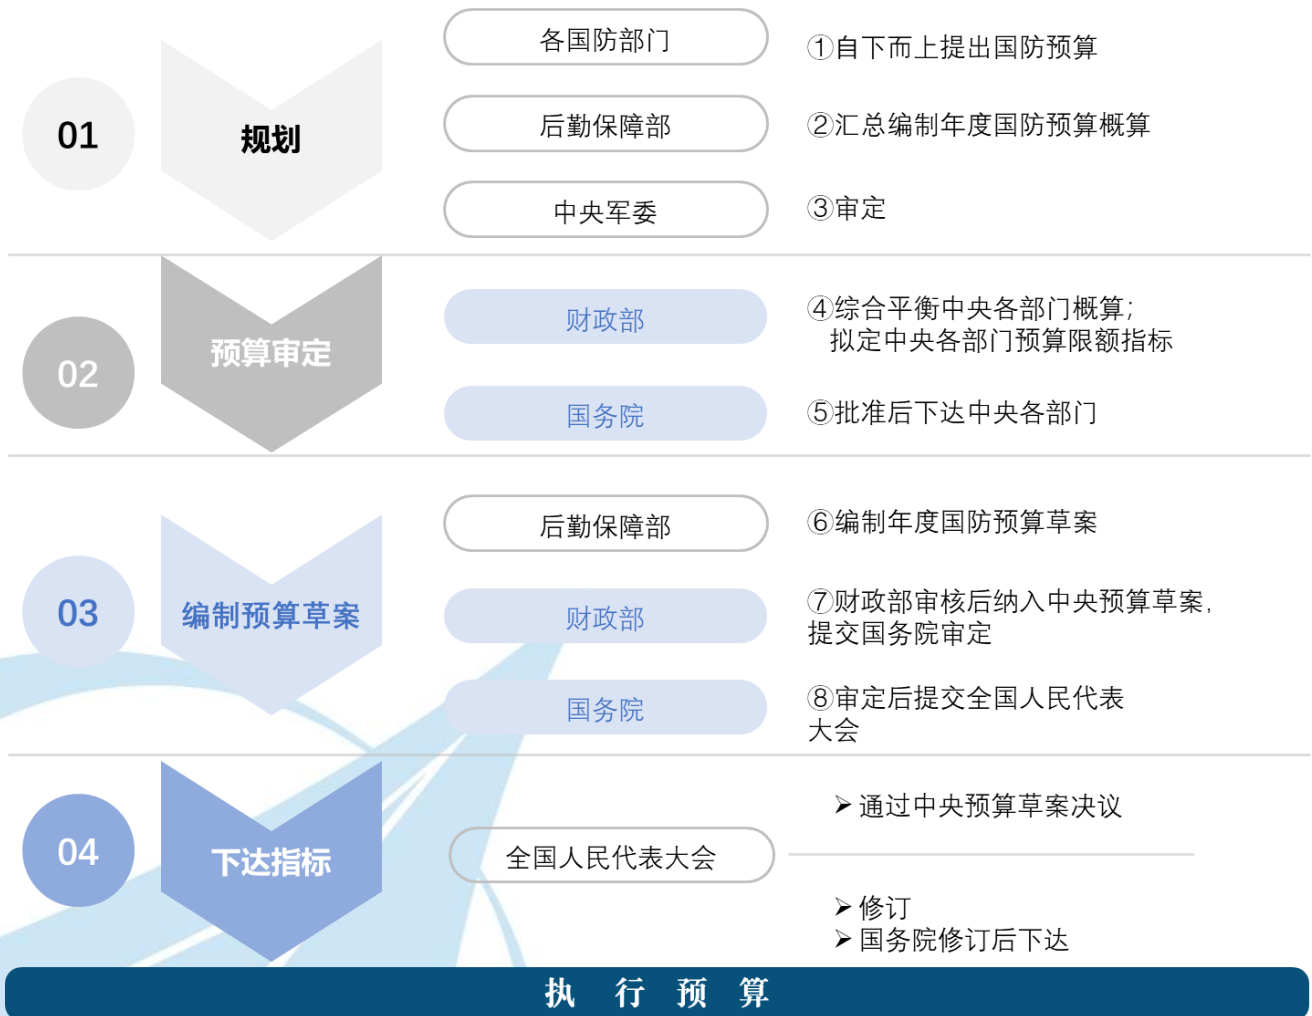 01
规划
各国防部门
①自下而上提出国防预算
后勤保障部
②汇总编制年度国防预算概算
中央军委
③审定
02
预算审定
财政部
④综合平衡中央各部门概算；
拟定中央各部门预算限额指标
国务院
⑤批准后下达中央各部门
03
编制预算草案
后勤保障部
⑥编制年度国防预算草案
财政部
⑦财政部审核后纳入中央预算草案，
提交国务院审定
国务院
⑧审定后提交全国人民代表
大会
04
下达指标
全国人民代表大会
➢ 通过中央预算草案决议
➢ 修订
➢ 国务院修订后下达
执 行 预 算